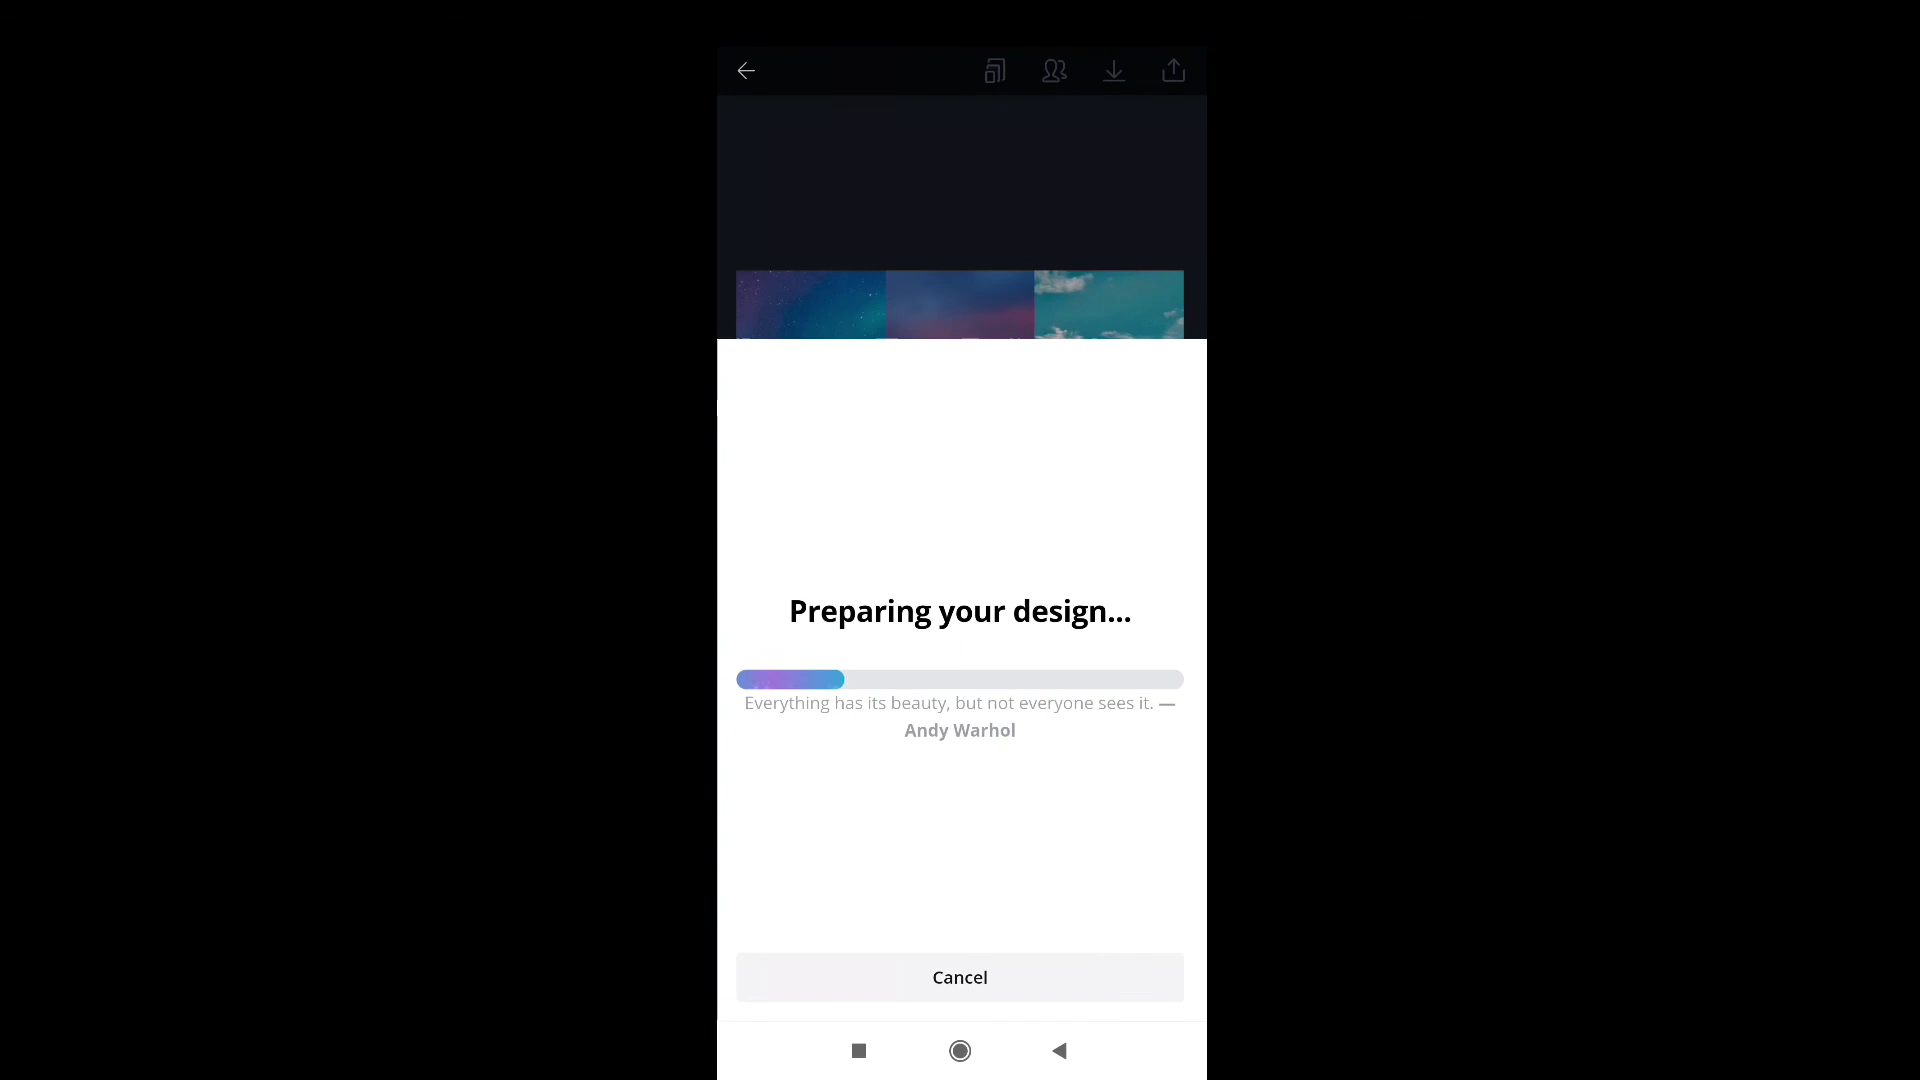 Preparing your design...
Everything has its beauty, but not everyone sees it. —
Andy Warhol
Cancel